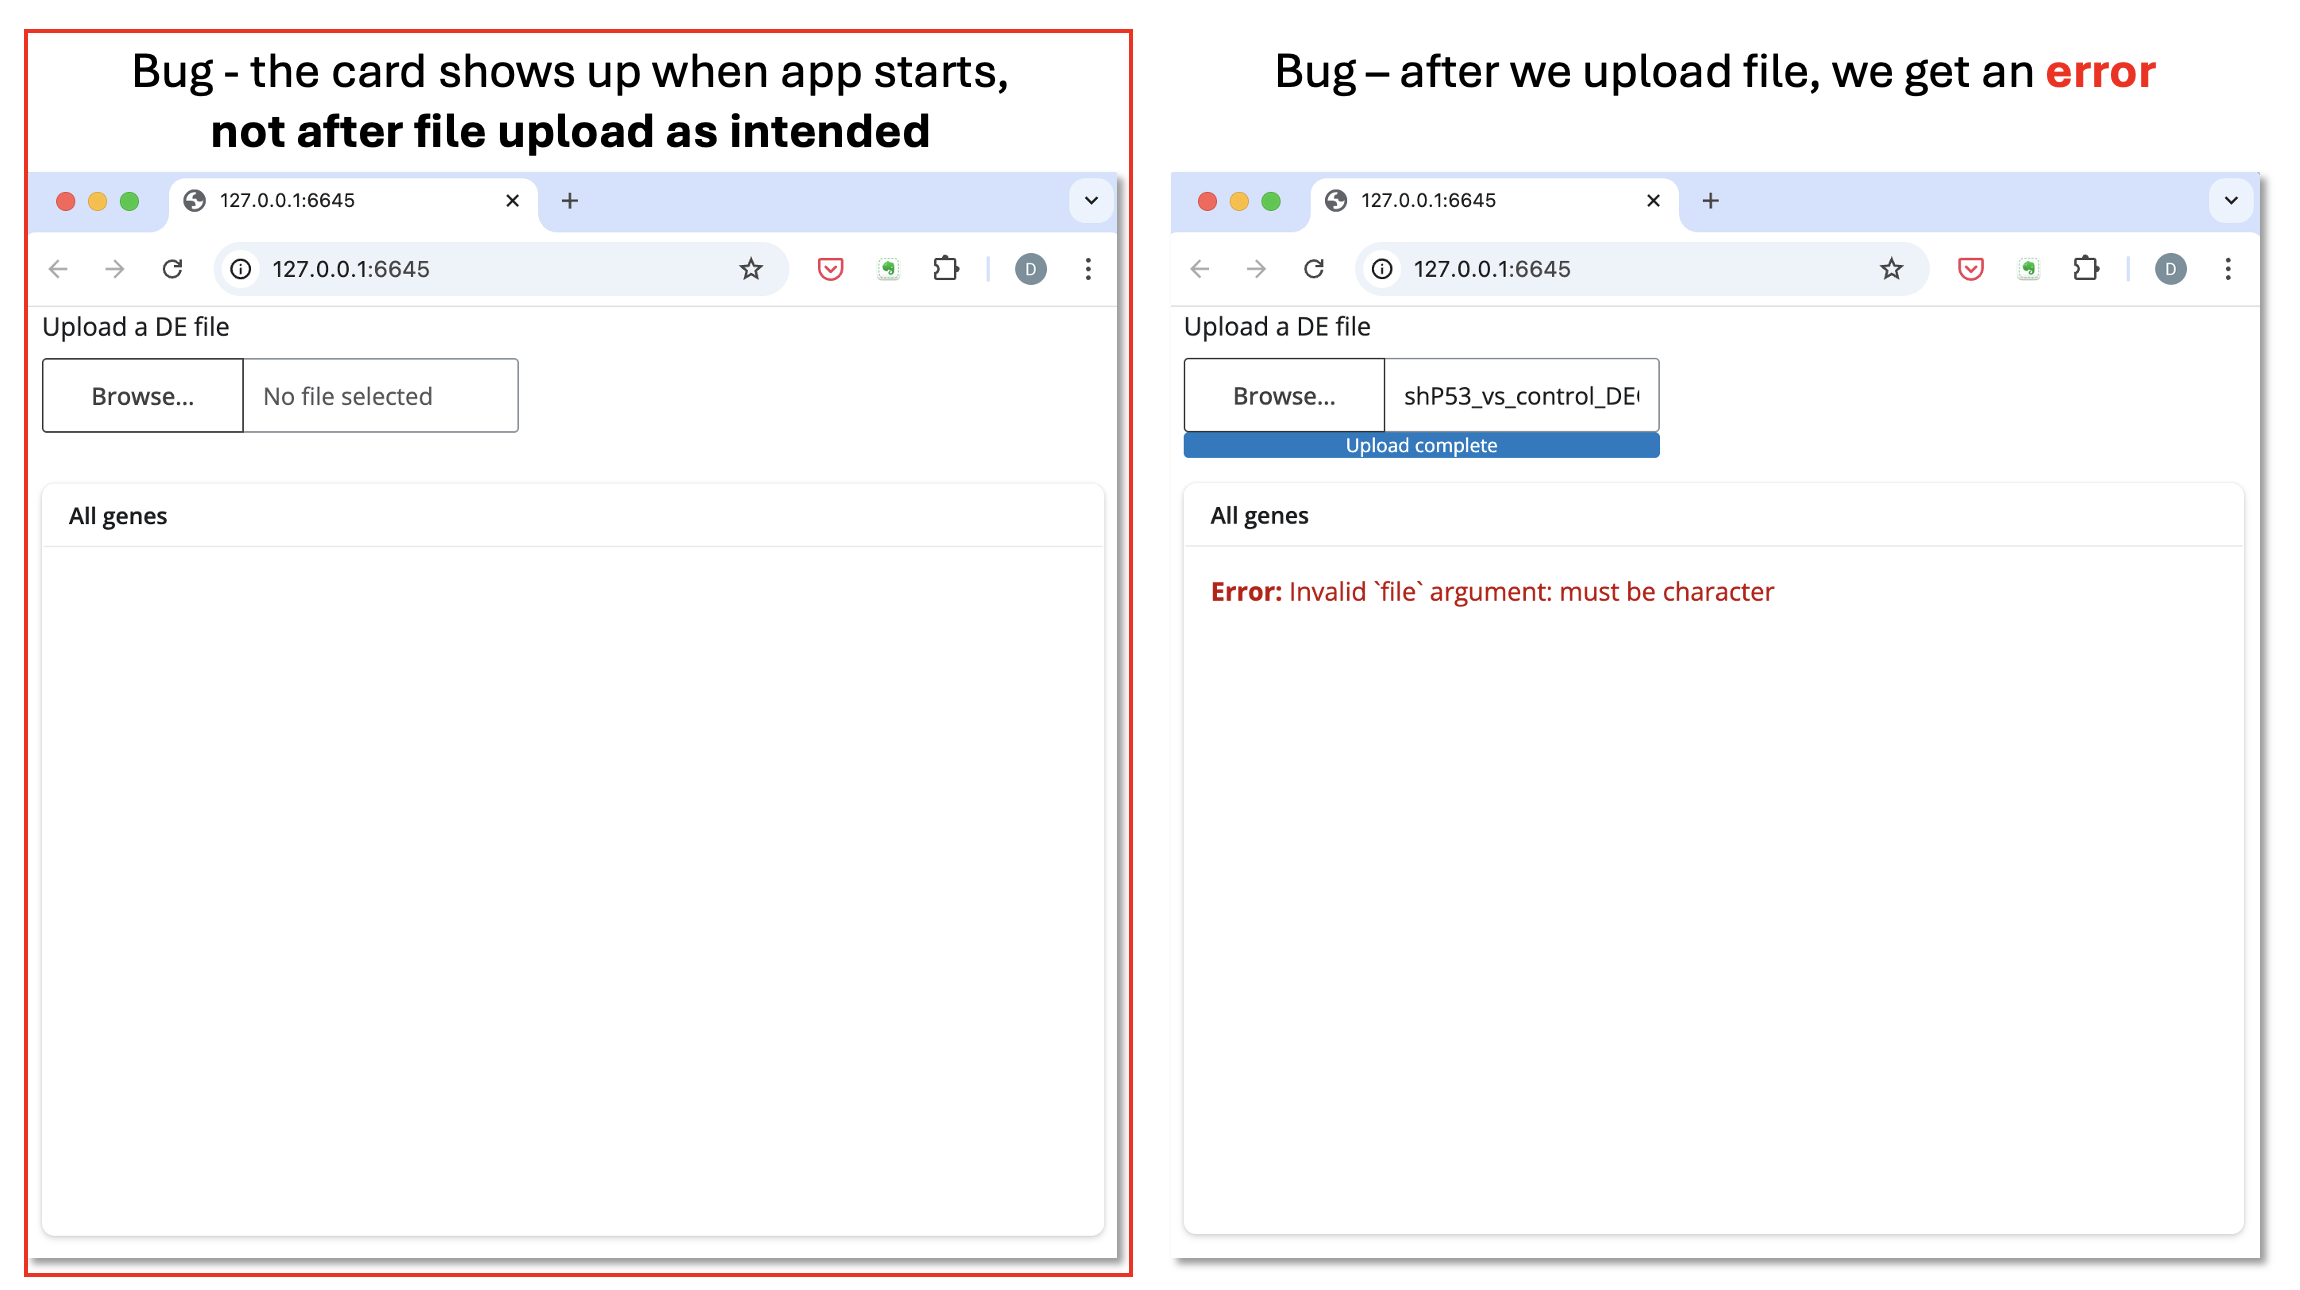 Bug - the card shows up when app starts,
not after file upload as intended
127.0.0.1:6645
127.0.0.1:6645
D
Upload a DE file
Browse...
No file selected
All genes
Bug – after we upload file, we get an error
127.0.0.1:6645
127.0.0.1:6645
D
Upload a DE file
Browse...
shP53_vs_control_DE
Upload complete
All genes
Error: Invalid `file` argument: must be character